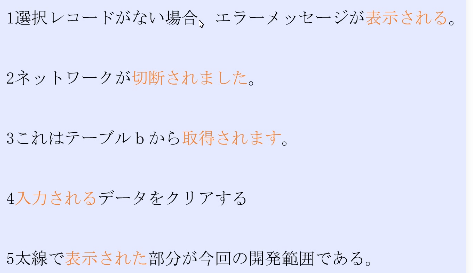 1選択レコードがない場合、エラーメッセージが表示される。
2ネットワークが切断されました。
3これはテーブルｂから取得されます。
4入力されるデータをクリアする
5太線で表示された部分が今回の開発範囲である。